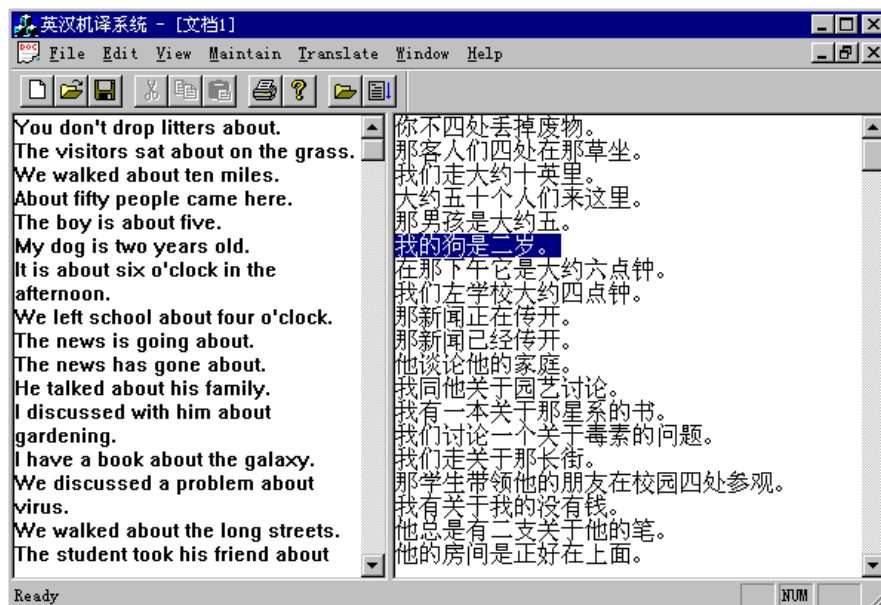 英汉机译系统 - [文档1]
File Edit View Maintain Translate Window Help
You don't drop litters about.
The visitors sat about on the grass.
We walked about ten miles.
About fifty people came here.
The boy is about five.
My dog is two years old.
It is about six o'clock in the
afternoon.
We left school about four o'clock.
The news is going about.
The news has gone about.
He talked about his family.
I discussed with him about
gardening.
I have a book about the galaxy.
We discussed a problem about
virus.
We walked about the long streets.
The student took his friend about
你不四处丢掉废物。
那客人们四处在那草坐。
我们走大约十英里。
大约五十个人们来这里。
那男孩是大约五。
我的狗是二岁。
在那下午它是大约六点钟。
我们左学校大约四点钟。
那新闻正在传开。
那新闻已经传开。
他谈论他的家庭。
我同他关于园艺讨论。
我有一本关于那星系的书。
我们讨论一个关于毒素的问题。
我们走关于那长街。
那学生带领他的朋友在校园四处参观。
我有关于我的没有钱。
他总是有二支关于他的笔。
他的房间是正好在上面。
Ready
NUM